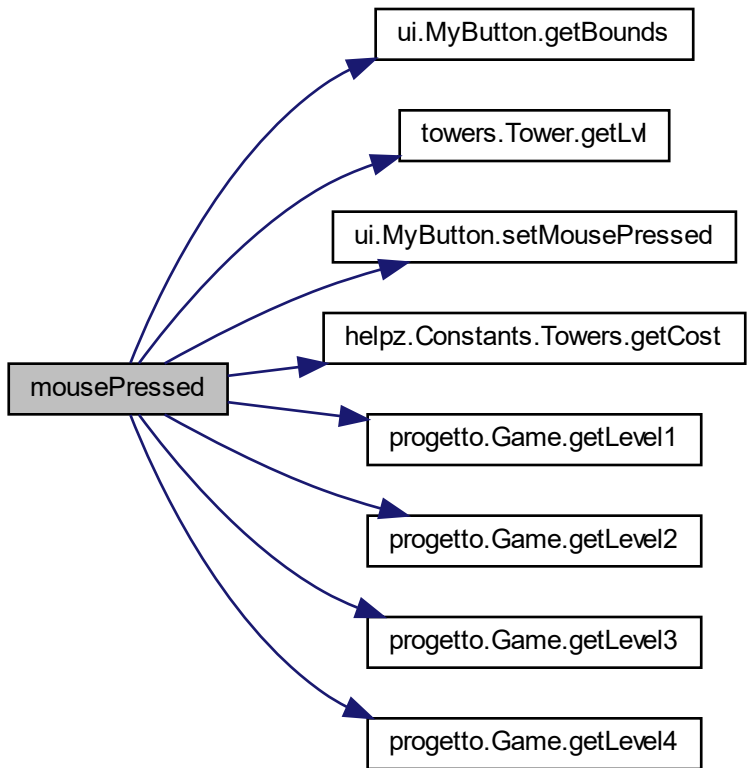 ui.MyButton.getBounds
towers.Tower.getLvl
ui.MyButton.setMousePressed
helpz.Constants.Towers.getCost
mousePressed
progetto.Game.getLevel1
progetto.Game.getLevel2
progetto.Game.getLevel3
progetto.Game.getLevel4